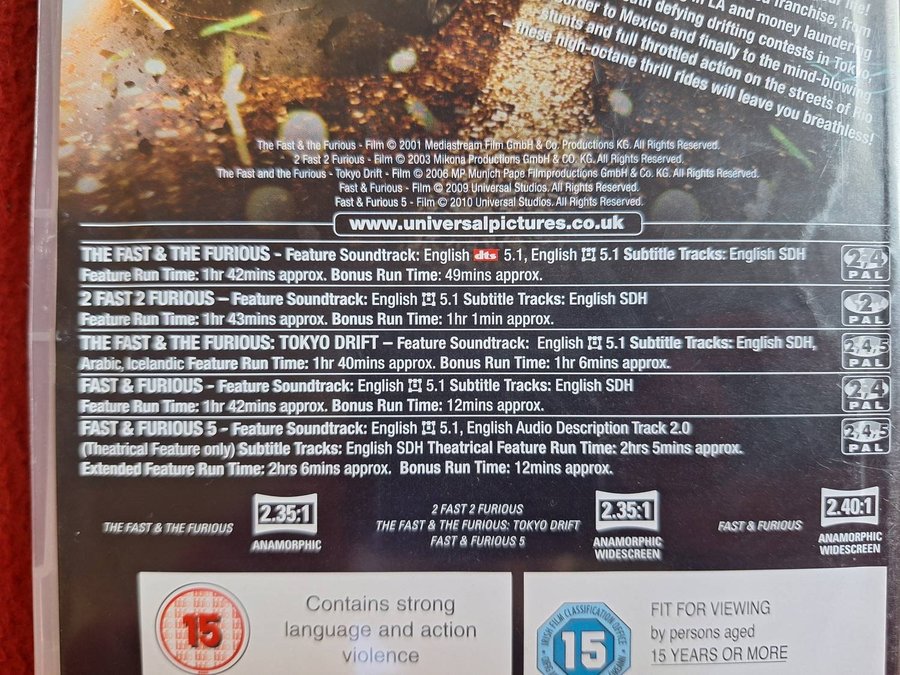 our life!
d franchise, from
in LA and money laundering
outh defying drifting contests in Tokyo,
border to Mexico and finally to the mind-blowing
stunts and full throttled action on the streets of Rio
– these high-octane thrill rides will leave you breathless!
The Fast & the Furious - Film © 2001 Mediastream Film GmbH & Co. Productions KG. All Rights Reserved.
2 Fast 2 Furious - Film © 2003 Mikona Productions GmbH & CO. KG. All Rights Reserved.
The Fast and the Furious - Tokyo Drift - Film © 2006 MP Munich Pape Filmproductions GmbH & Co. KG. All Rights Reserved.
Fast & Furious - Film © 2009 Universal Studios. All Rights Reserved.
Fast & Furious 5 - Film © 2010 Universal Studios. All Rights Reserved.
www.universalpictures.co.uk
THE FAST & THE FURIOUS - Feature Soundtrack: English dts 5.1, English 5.1 Subtitle Tracks: English SDH
Feature Run Time: 1hr 42mins approx. Bonus Run Time: 49mins approx.
2,4
PAL
2 FAST 2 FURIOUS – Feature Soundtrack: English 5.1 Subtitle Tracks: English SDH
Feature Run Time: 1hr 43mins approx. Bonus Run Time: 1hr 1min approx.
2
PAL
THE FAST & THE FURIOUS: TOKYO DRIFT – Feature Soundtrack: English 5.1 Subtitle Tracks: English SDH,
Arabic, Icelandic Feature Run Time: 1hr 40mins approx. Bonus Run Time: 1hr 6mins approx.
2,4,5
PAL
FAST & FURIOUS - Feature Soundtrack: English 5.1 Subtitle Tracks: English SDH
Feature Run Time: 1hr 42mins approx. Bonus Run Time: 12mins approx.
2,4
PAL
FAST & FURIOUS 5 - Feature Soundtrack: English 5.1, English Audio Description Track 2.0
(Theatrical Feature only) Subtitle Tracks: English SDH Theatrical Feature Run Time: 2hrs 5mins approx.
Extended Feature Run Time: 2hrs 6mins approx. Bonus Run Time: 12mins approx.
2,4,5
PAL
THE FAST & THE FURIOUS
2.35:1
ANAMORPHIC
2 FAST 2 FURIOUS
THE FAST & THE FURIOUS: TOKYO DRIFT
FAST & FURIOUS 5
2.35:1
ANAMORPHIC
WIDESCREEN
FAST & FURIOUS
2.40:1
ANAMORPHIC
WIDESCREEN
15
Contains strong
language and action
violence
IRISH FILM CLASSIFICATION OFFICE
15
FIT FOR VIEWING
by persons aged
15 YEARS OR MORE